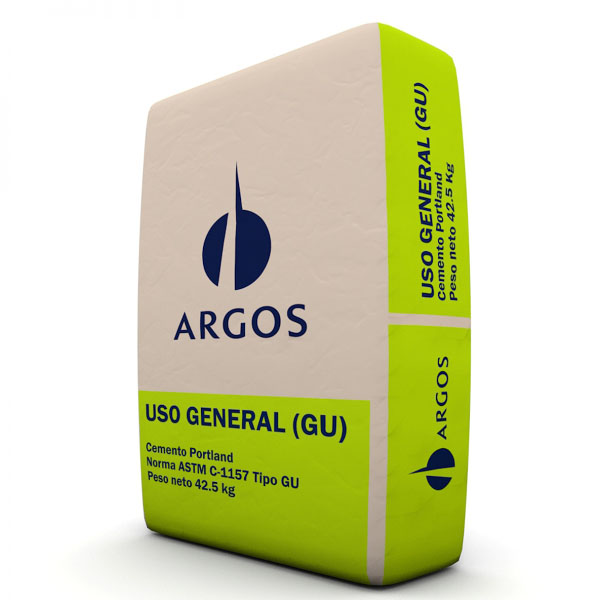 ARGOS
USO GENERAL (GU)
Cemento Portland
Norma ASTM C-1157 Tipo GU
Peso neto 42.5 kg
USO GENERAL (GU)
Cemento Portland
Peso neto 42.5 Kg
ARGOS